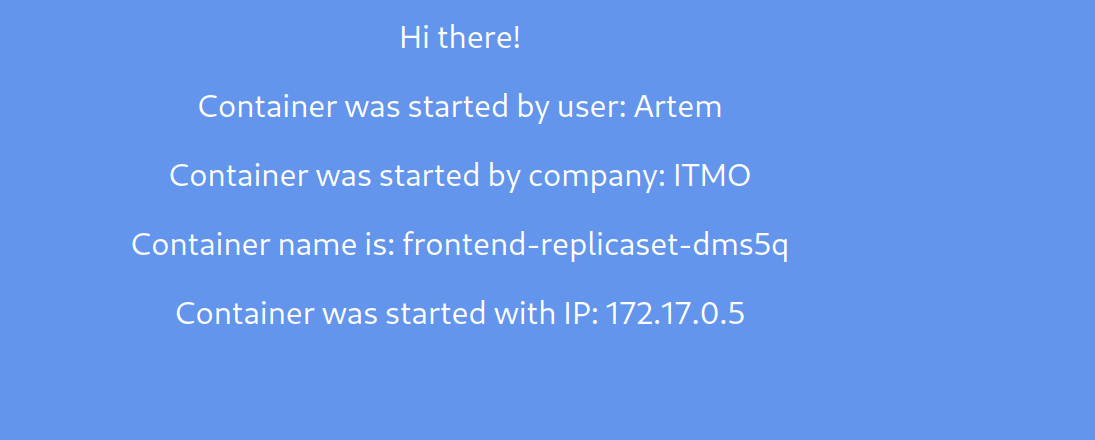 Hi there!
Container was started by user: Artem
Container was started by company: ITMO
Container name is: frontend-replicaset-dms5q
Container was started with IP: 172.17.0.5